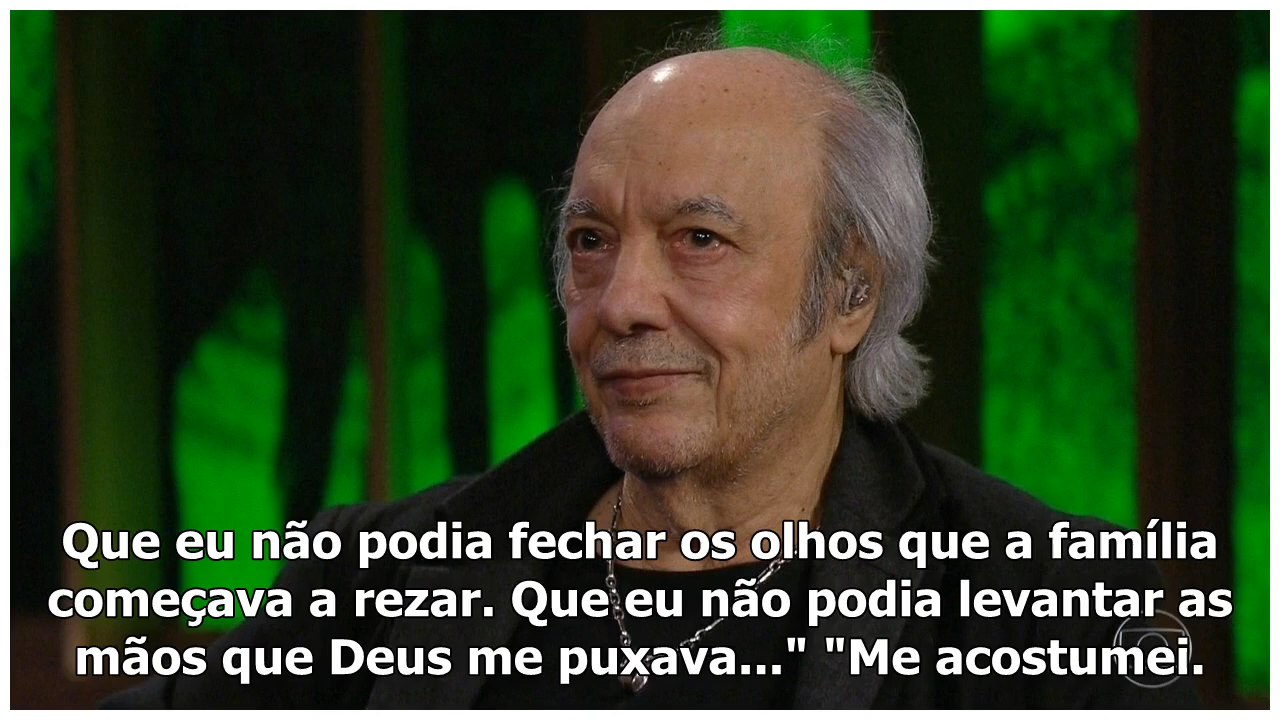 Que eu não podia fechar os olhos que a família
começava a rezar. Que eu não podia levantar as
mãos que Deus me puxava..." "Me acostumei.